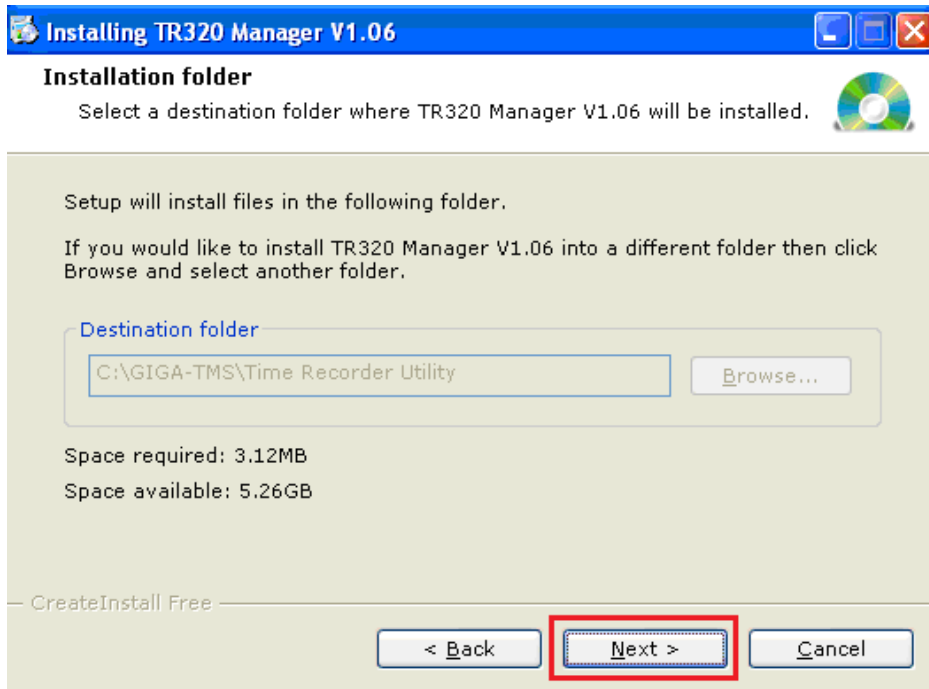 Installing TR320 Manager V1.06
Installation folder
Select a destination folder where TR320 Manager V1.06 will be installed.
Setup will install files in the following folder.
If you would like to install TR320 Manager V1.06 into a different folder then click
Browse and select another folder.
Destination folder
C:\GIGA-TMS\Time Recorder Utility
Browse...
Space required: 3.12MB
Space available: 5.26GB
CreateInstall Free
< Back
Next >
Cancel